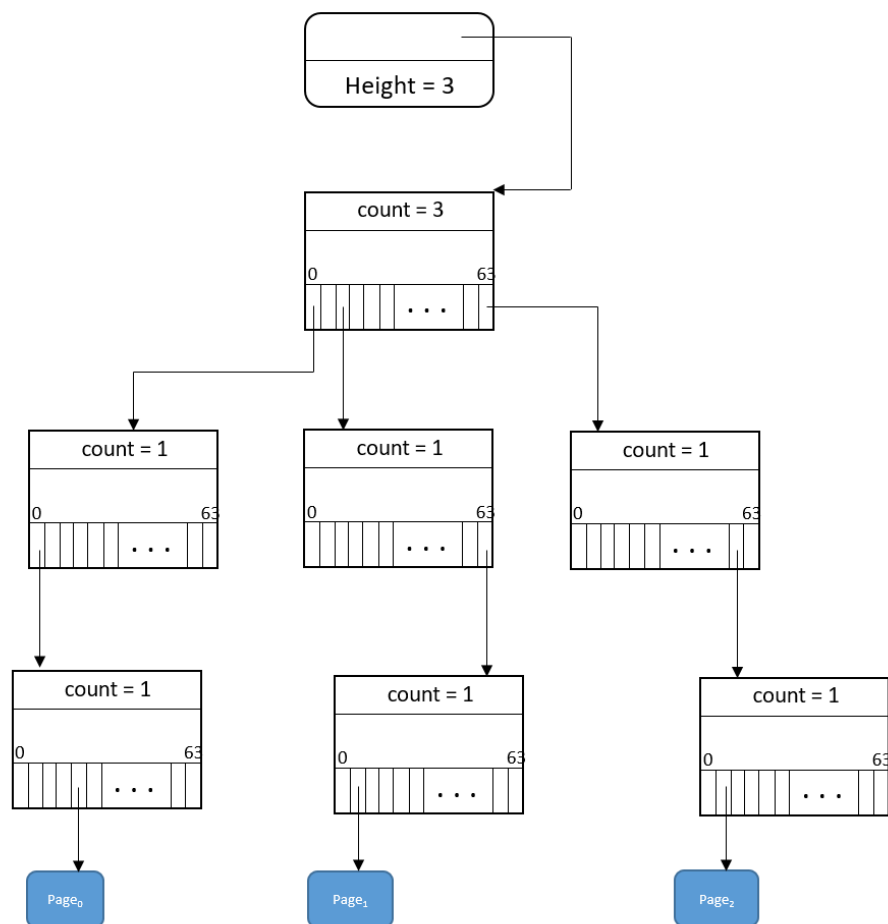 Height = 3
count = 3
0 63
. . .
count = 1
0 63
. . .
count = 1
0 63
. . .
count = 1
0 63
. . .
count = 1
0 63
. . .
count = 1
0 63
. . .
count = 1
0 63
. . .
Page₀
Page₁
Page₂